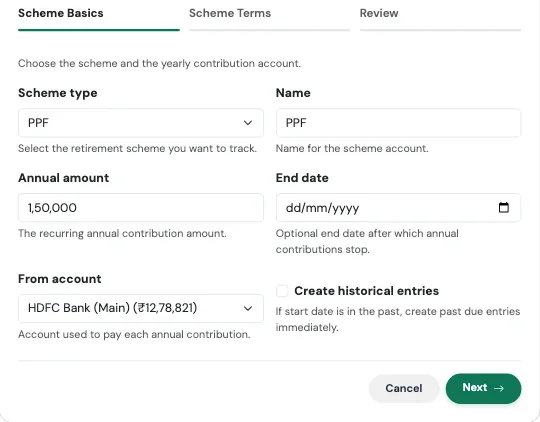 Scheme Basics
Scheme Terms
Review
Choose the scheme and the yearly contribution account.
Scheme type
PPF
Select the retirement scheme you want to track.
Name
PPF
Name for the scheme account.
Annual amount
1,50,000
The recurring annual contribution amount.
End date
dd/mm/yyyy
Optional end date after which annual
contributions stop.
From account
HDFC Bank (Main) (₹12,78,821)
Account used to pay each annual contribution.
Create historical entries
If start date is in the past, create past due entries
immediately.
Cancel
Next →